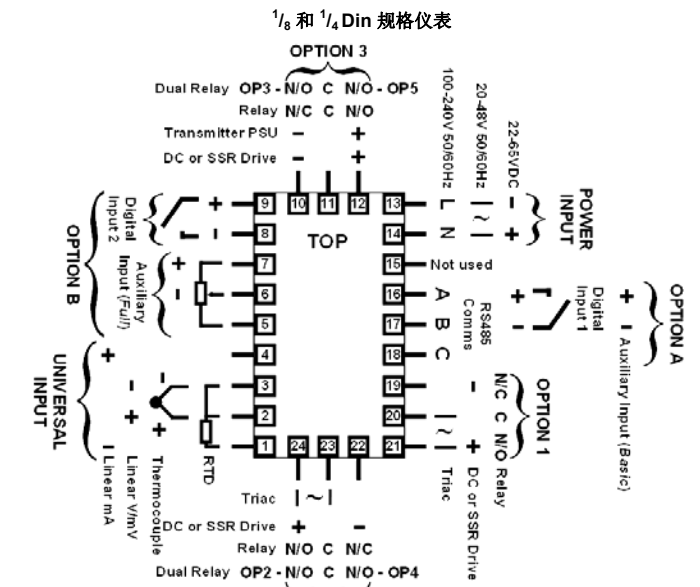 1/8 和 1/4 Din 规格仪表
OPTION 3
Dual Relay OP3 - N/O C N/O - OP5
Relay N/C C N/O
Transmitter PSU − +
DC or SSR Drive − +
100-240V 50/60Hz
20-48V 50/60Hz
22-65VDC
L ~ −
N +
POWER INPUT
9 10 11 12 13
8 TOP 14
7 15 Not used
6 16 A
5 17 B
4 18 C
3 19
2 20
1 24 23 22 21
Digital Input 2
+
−
Auxiliary Input (Full)
+
−
OPTION B
UNIVERSAL INPUT
+
− Linear mA
−
+ Linear V/mV
−
+ Thermocouple
RTD
RS485 Comms
+
−
Digital Input 1
+
− Auxiliary Input (Basic)
OPTION A
OPTION 1
N/C C N/O Relay
− + DC or SSR Drive
~ Triac
Triac ~
DC or SSR Drive + −
Relay N/O C N/C
Dual Relay OP2 - N/O C N/O - OP4